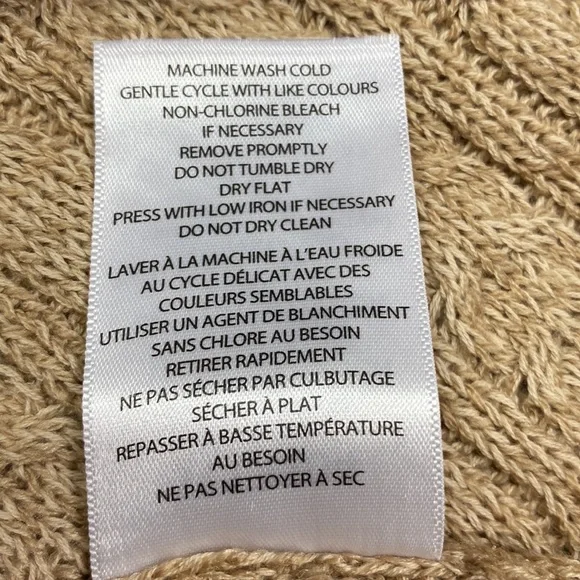 MACHINE WASH COLD
GENTLE CYCLE WITH LIKE COLOURS
NON-CHLORINE BLEACH
IF NECESSARY
REMOVE PROMPTLY
DO NOT TUMBLE DRY
DRY FLAT
PRESS WITH LOW IRON IF NECESSARY
DO NOT DRY CLEAN
LAVER À LA MACHINE À L'EAU FROIDE
AU CYCLE DÉLICAT AVEC DES
COULEURS SEMBLABLES
UTILISER UN AGENT DE BLANCHIMENT
SANS CHLORE AU BESOIN
RETIRER RAPIDEMENT
NE PAS SÉCHER PAR CULBUTAGE
SÉCHER À PLAT
REPASSER À BASSE TEMPÉRATURE
AU BESOIN
NE PAS NETTOYER À SEC